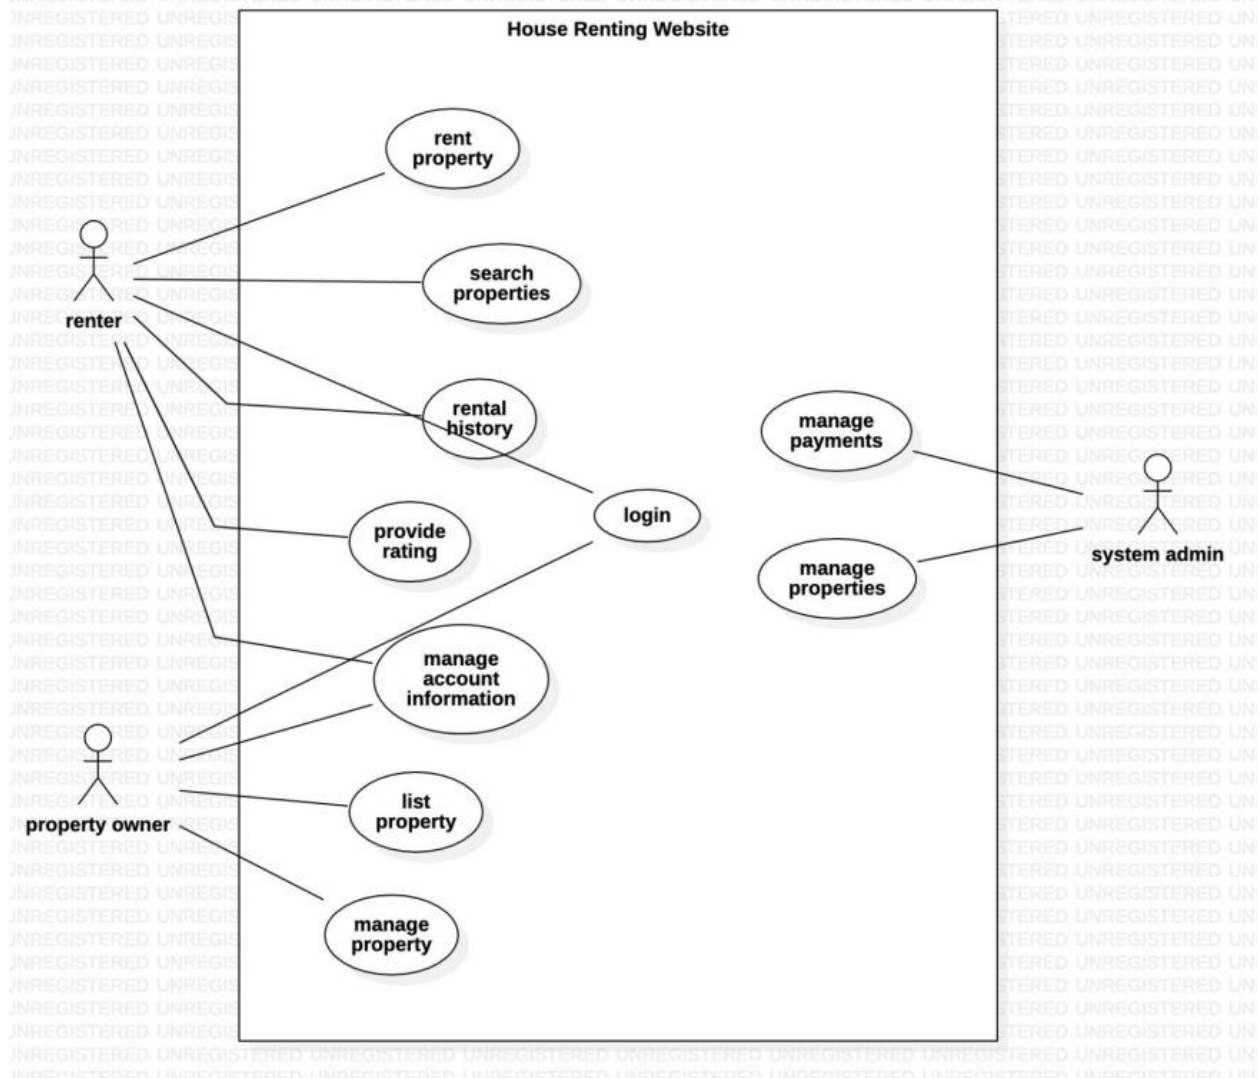 House Renting Website
rent
property
search
properties
renter
rental
history
manage
payments
login
provide
rating
system admin
manage
properties
manage
account
information
list
property
property owner
manage
property
UNREGISTERED